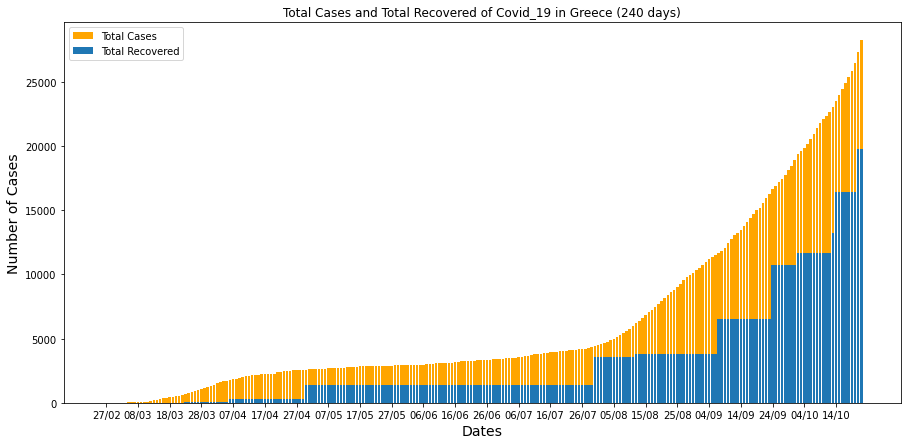 Total Cases and Total Recovered of Covid_19 in Greece (240 days)
Total Cases
Total Recovered
Number of Cases
25000
20000
15000
10000
5000
0
27/02 08/03 18/03 28/03 07/04 17/04 27/04 07/05 17/05 27/05 06/06 16/06 26/06 06/07 16/07 26/07 05/08 15/08 25/08 04/09 14/09 24/09 04/10 14/10
Dates